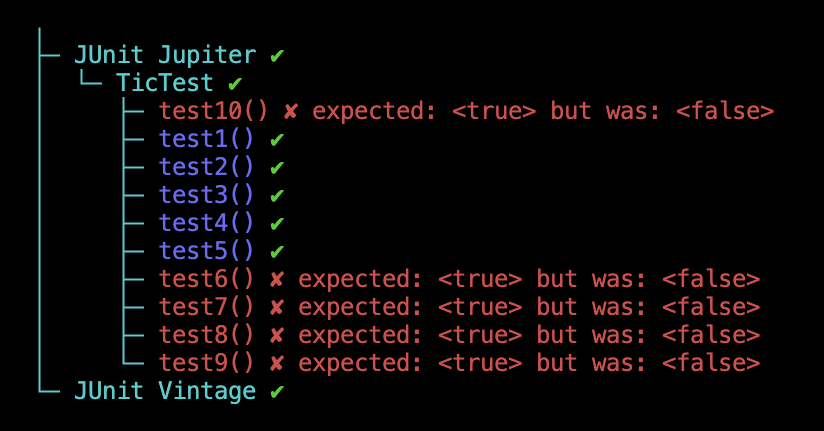 ├─ JUnit Jupiter ✔
│  └─ TicTest ✔
│     ├─ test10() ✘ expected: <true> but was: <false>
│     ├─ test1() ✔
│     ├─ test2() ✔
│     ├─ test3() ✔
│     ├─ test4() ✔
│     ├─ test5() ✔
│     ├─ test6() ✘ expected: <true> but was: <false>
│     ├─ test7() ✘ expected: <true> but was: <false>
│     ├─ test8() ✘ expected: <true> but was: <false>
│     └─ test9() ✘ expected: <true> but was: <false>
└─ JUnit Vintage ✔